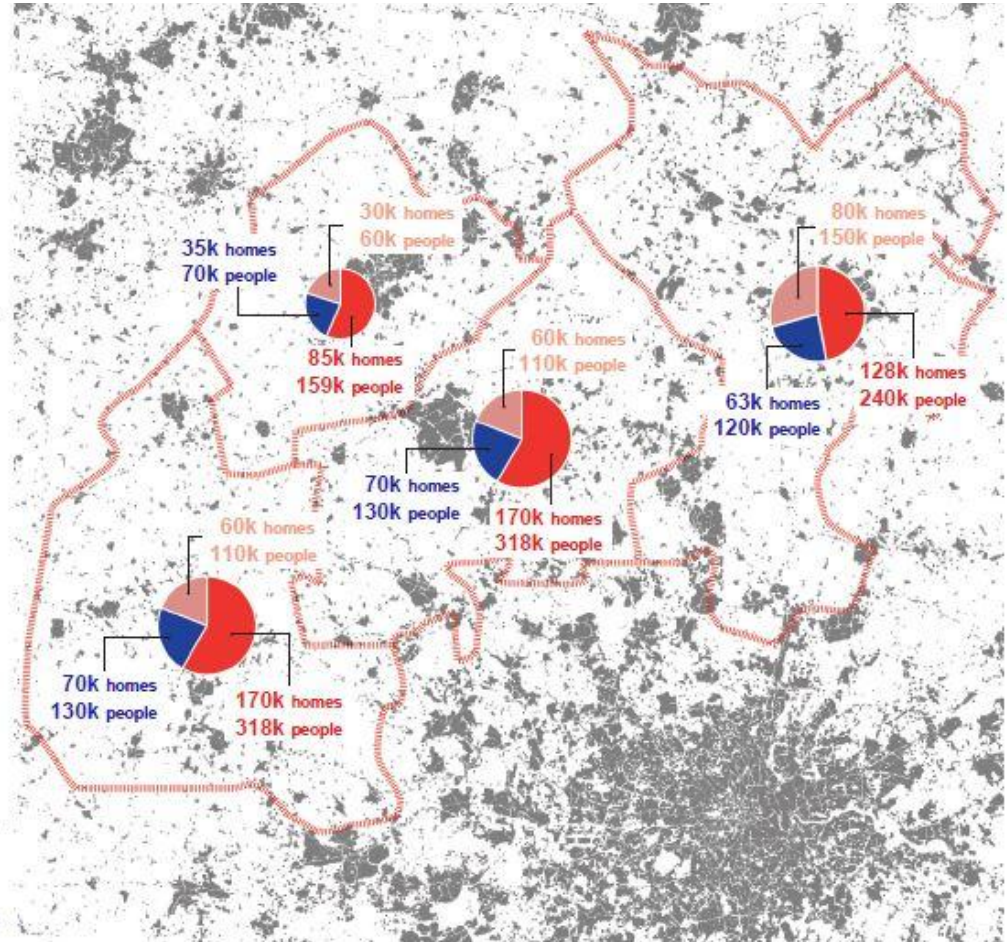 30k homes
60k people
35k homes
70k people
85k homes
159k people
80k homes
150k people
128k homes
240k people
63k homes
120k people
60k homes
110k people
70k homes
130k people
170k homes
318k people
60k homes
110k people
70k homes
130k people
170k homes
318k people